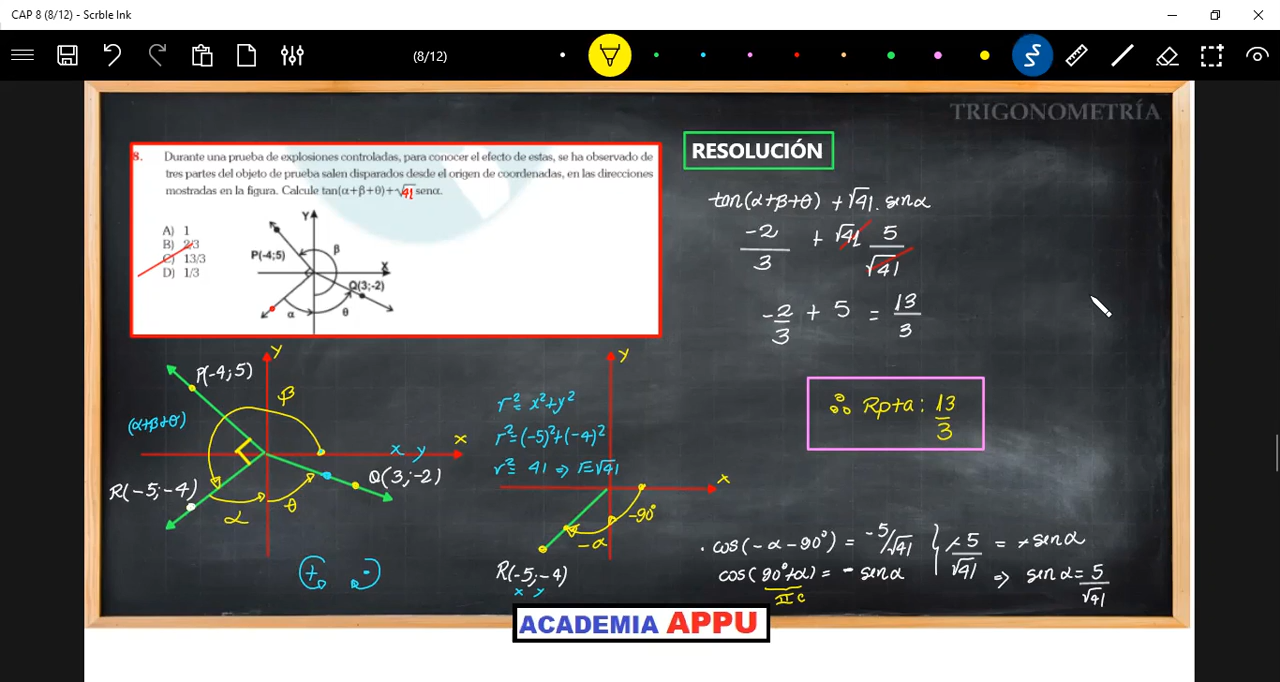 CAP 8 (8/12) - Scrble Ink
(8/12)
TRIGONOMETRÍA
8. Durante una prueba de explosiones controladas, para conocer el efecto de estas, se ha observado de
tres partes del objeto de prueba salen disparados desde el origen de coordenadas, en las direcciones
mostradas en la figura. Calcule tan(α+β+θ)+√41 senα.
A) 1
B) 2/3
C) 13/3
D) 1/3
Y
β
P(-4;5)
X
Q(3;-2)
α
θ
RESOLUCIÓN
tan(α+β+θ) + √41 . senα
-2/3 + √41 5/√41
-2/3 + 5 = 13/3
∴ Rpta: 13/3
y
P(-4;5)
β
(α+β+θ)
x y
x
Q(3;-2)
R(-5;-4)
α
θ
+
-
y
r²= x²+y²
r²=(-5)²+(-4)²
r²= 41 => r=√41
x
-90°
-α
R(-5;-4)
x y
. cos(-α-90°) = -5/√41
cos(90°+α) = - senα
II C
-5/√41 = -senα
=> senα = 5/√41
ACADEMIA APPU